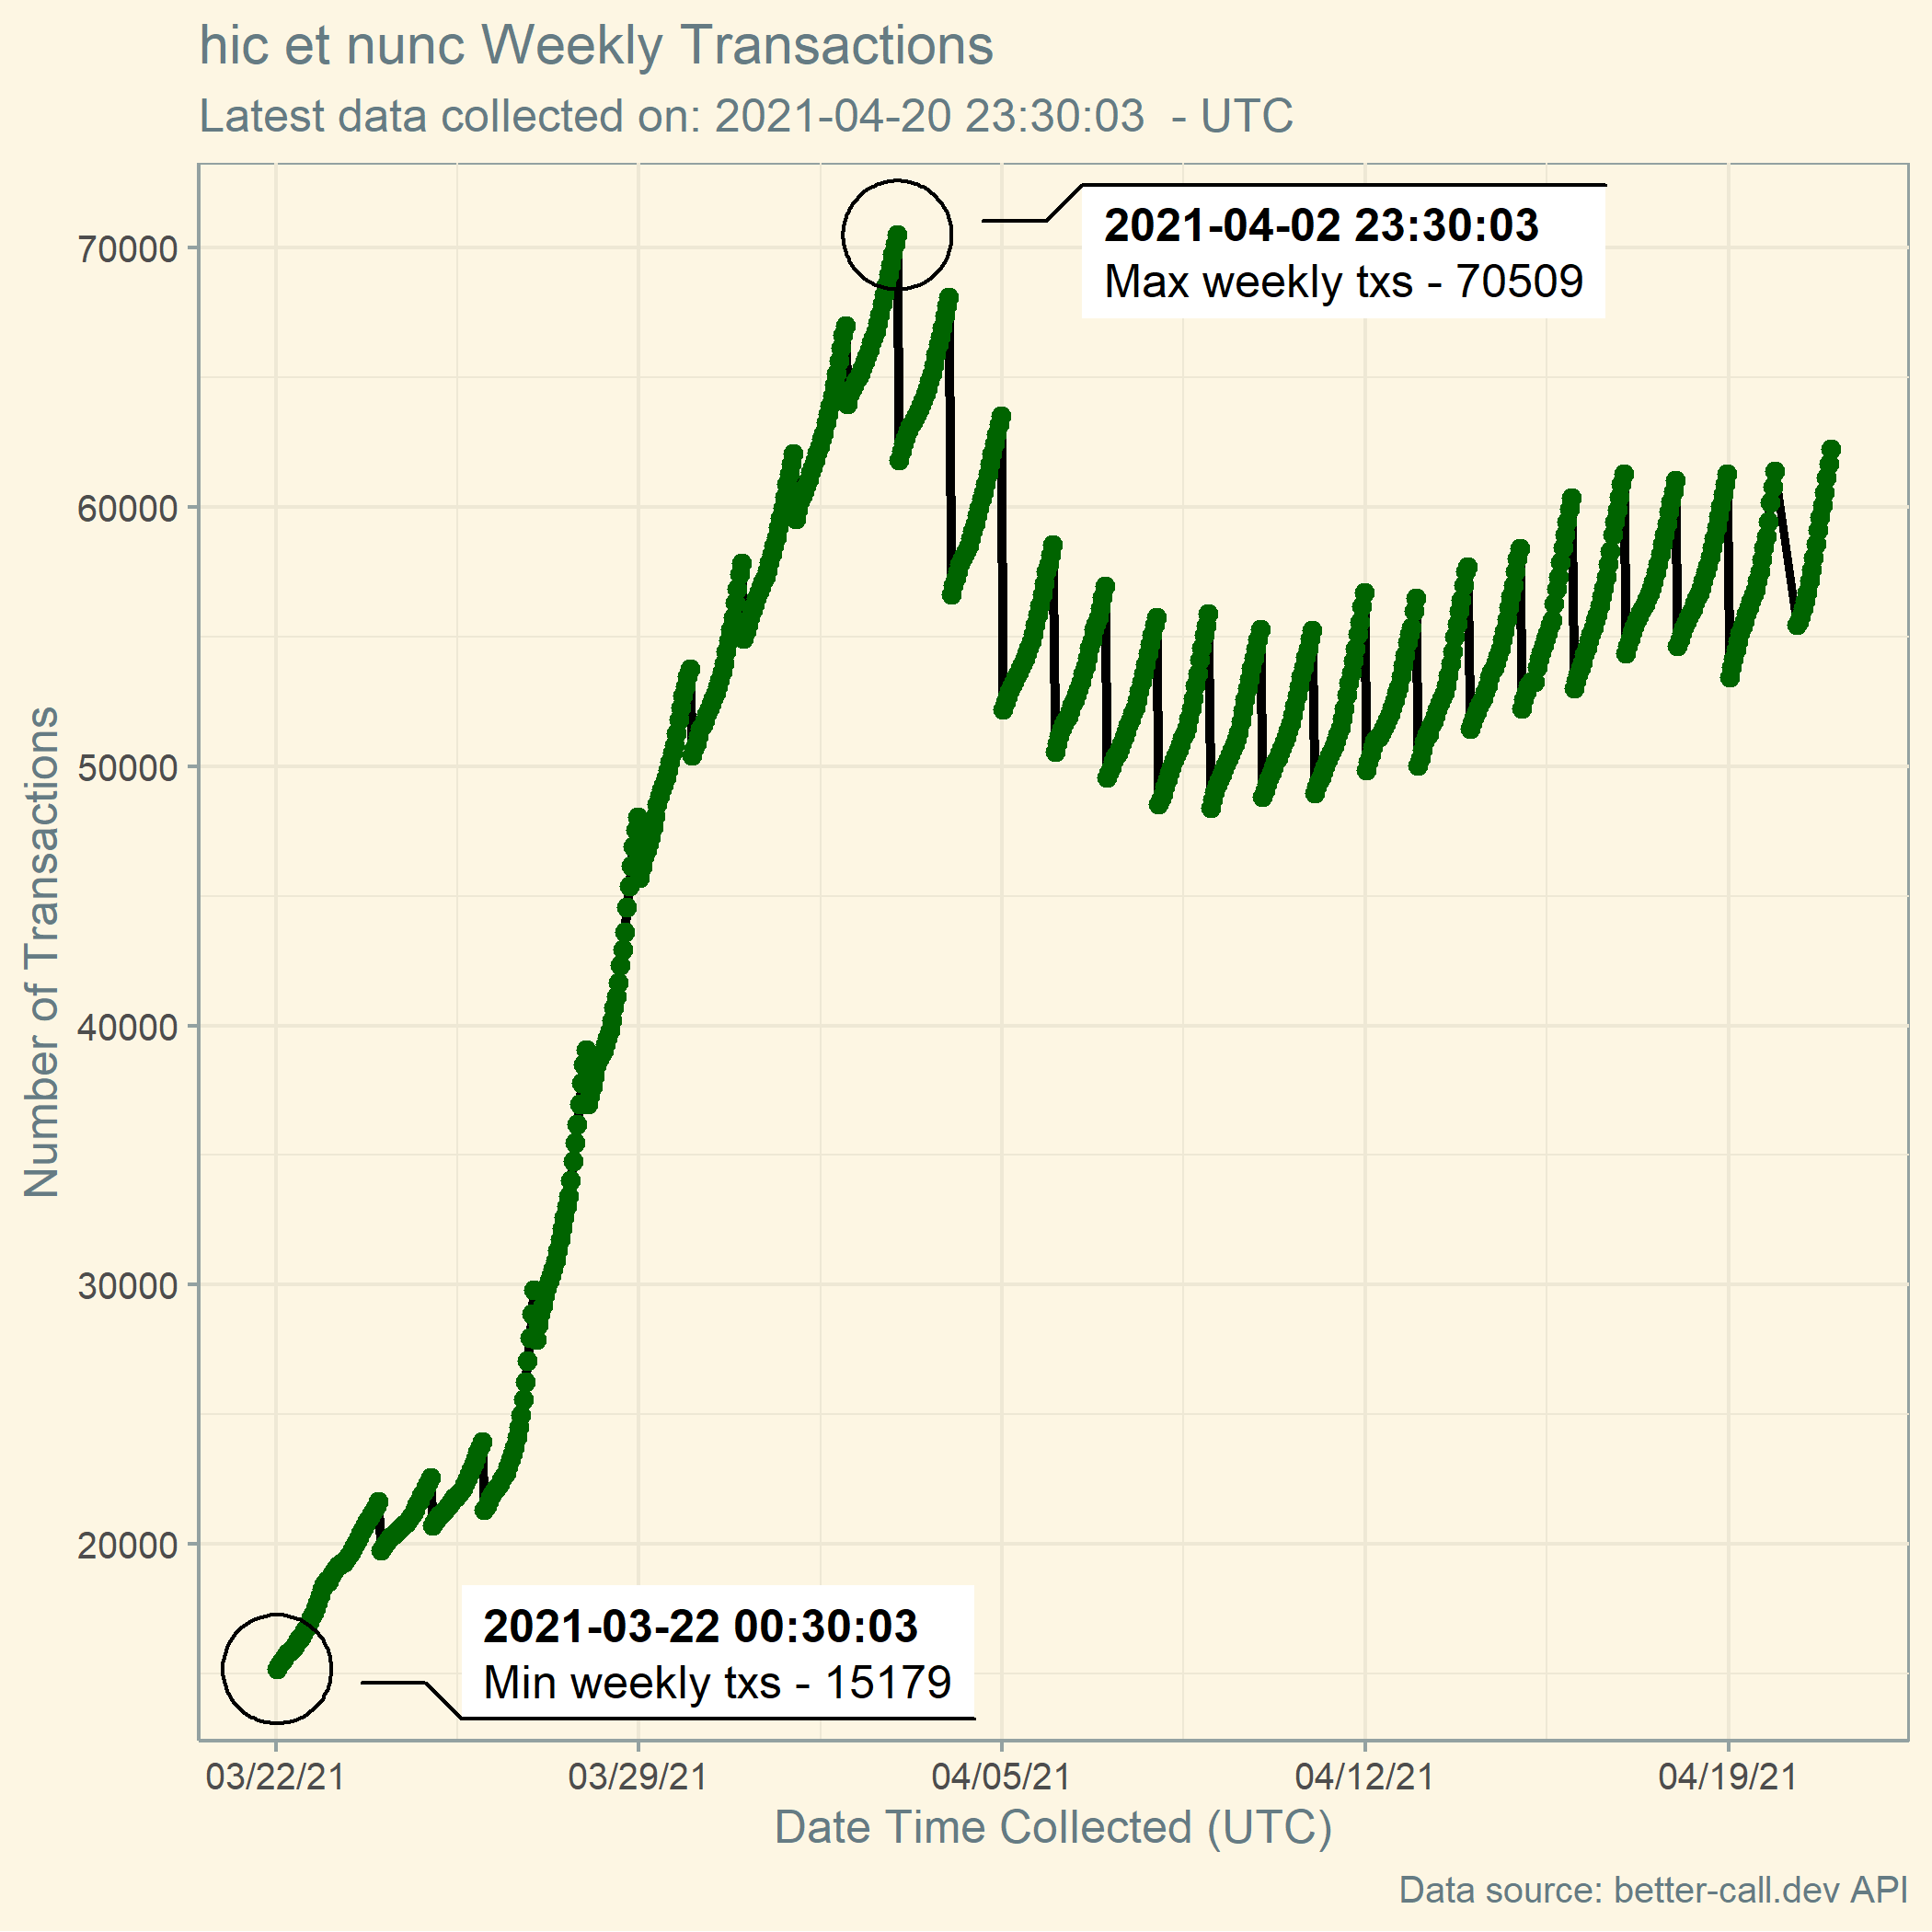 hic et nunc Weekly Transactions
Latest data collected on: 2021-04-20 23:30:03  - UTC
2021-04-02 23:30:03
Max weekly txs - 70509
70000
60000
50000
40000
30000
20000
Number of Transactions
2021-03-22 00:30:03
Min weekly txs - 15179
03/22/21 03/29/21 04/05/21 04/12/21 04/19/21
Date Time Collected (UTC)
Data source: better-call.dev API